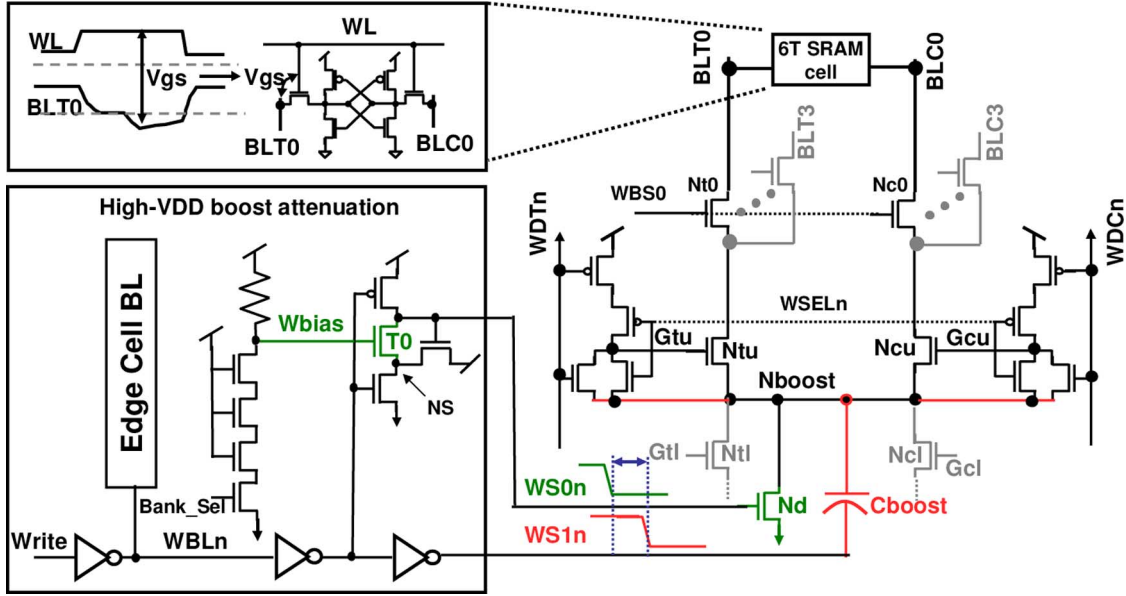 WL
WL
Vgs
Vgs
BLT0
BLT0
BLC0
BLT0
6T SRAM
cell
BLC0
BLT3
BLC3
WBS0
Nt0
Nc0
WDTn
WDCn
WSELn
Gtu
Ntu
Ncu
Gcu
Nboost
Gtl
Ntl
Ncl
Gcl
WS0n
Nd
Cboost
WS1n
High-VDD boost attenuation
Edge Cell BL
Wbias
T0
NS
Bank_Sel
Write
WBLn